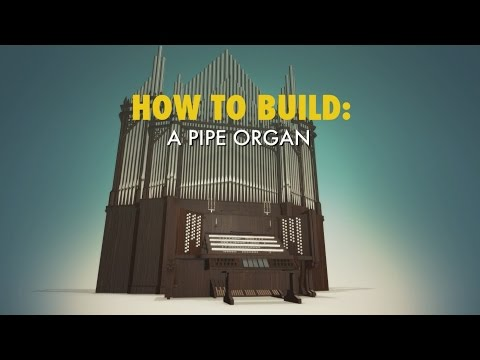 HOW TO BUILD:
A PIPE ORGAN